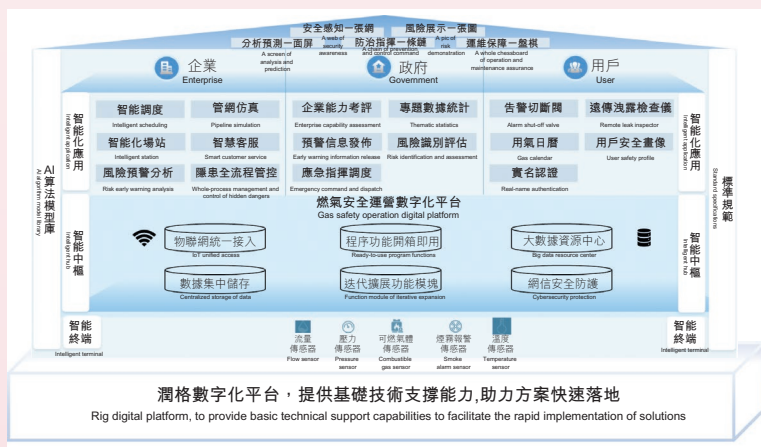 安全感知一張網
A web of security awareness
風險展示一張圖
A pic of risk demonstration
分析預測一面屏
A screen of analysis and prediction
防治指揮一條鏈
A chain of prevention and control command
運維保障一盤棋
A whole chessboard of operation and maintenance assurance
企業
Enterprise
政府
Government
用戶
User
AI算法模型庫
AI algorithm model library
智能化應用
Intelligent application
智能調度
Intelligent scheduling
管網仿真
Pipeline simulation
企業能力考評
Enterprise capability assessment
專題數據統計
Thematic statistics
告警切斷閥
Alarm shut-off valve
遠傳洩露檢查儀
Remote leak inspector
智能化場站
Intelligent station
智慧客服
Smart customer service
預警信息發佈
Early warning information release
風險識別評估
Risk identification and assessment
用氣日曆
Gas calendar
用戶安全畫像
User safety profile
風險預警分析
Risk early warning analysis
隱患全流程管控
Whole-process management and
control of hidden dangers
應急指揮調度
Emergency command and dispatch
實名認證
Real-name authentication
智能化應用
Intelligent application
標準規範
Standard specifications
燃氣安全運營數字化平台
Gas safety operation digital platform
智能中樞
Intelligent hub
物聯網統一接入
IoT unified access
程序功能開箱即用
Ready-to-use program functions
大數據資源中心
Big data resource center
數據集中儲存
Centralized storage of data
迭代擴展功能模塊
Function module of iterative expansion
網信安全防護
Cybersecurity protection
智能中樞
Intelligent hub
智能
終端
Intelligent terminal
流量
傳感器
Flow sensor
壓力
傳感器
Pressure
sensor
可燃氣體
傳感器
Combustible
gas sensor
煙霧報警
傳感器
Smoke
alarm sensor
溫度
傳感器
Temperature
sensor
智能
終端
Intelligent terminal
潤格數字化平台，提供基礎技術支撐能力,助力方案快速落地
Rig digital platform, to provide basic technical support capabilities to facilitate the rapid implementation of solutions